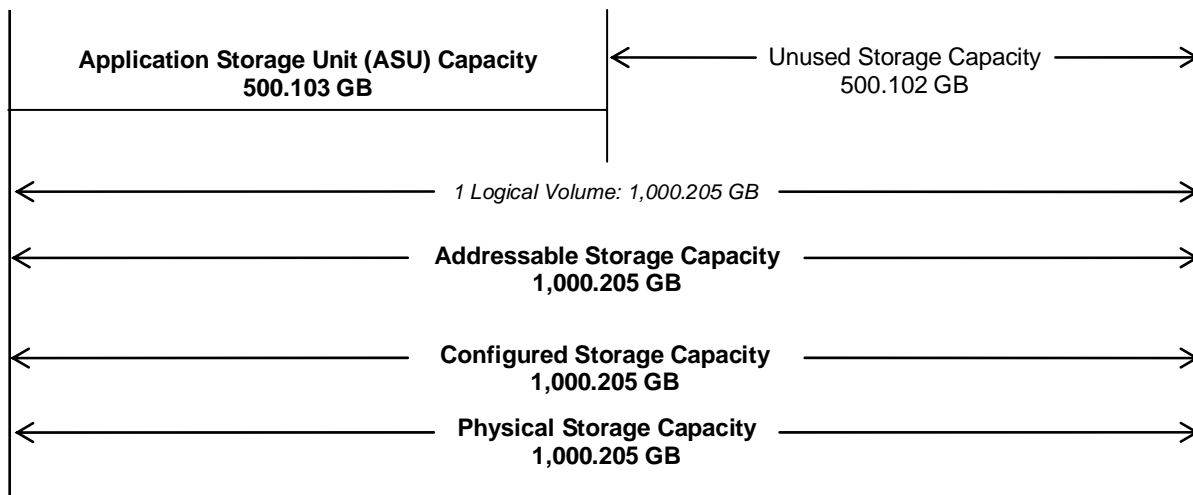 Application Storage Unit (ASU) Capacity
500.103 GB
Unused Storage Capacity
500.102 GB
1 Logical Volume: 1,000.205 GB
Addressable Storage Capacity
1,000.205 GB
Configured Storage Capacity
1,000.205 GB
Physical Storage Capacity
1,000.205 GB